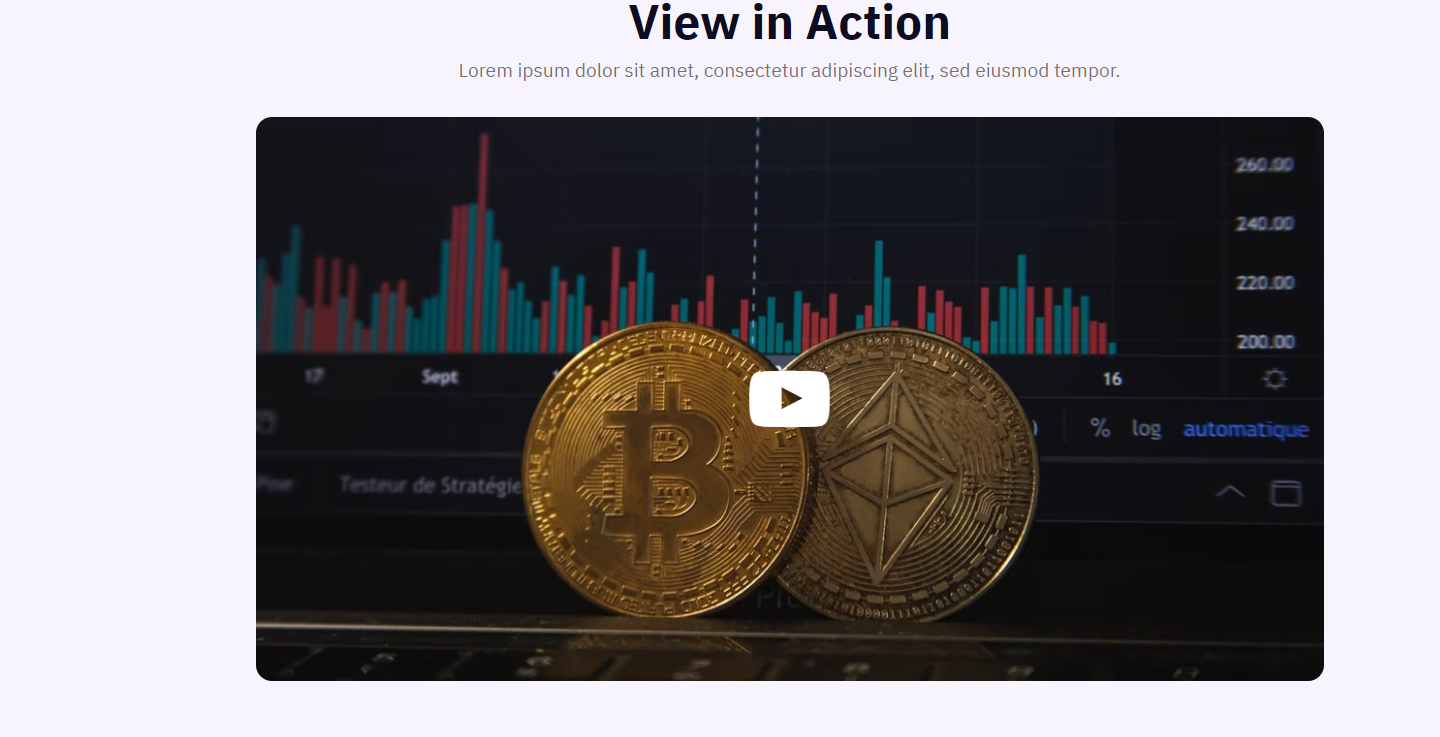 View in Action
Lorem ipsum dolor sit amet, consectetur adipiscing elit, sed eiusmod tempor.
260.00
240.00
220.00
200.00
17
Sept
16
% log automatique
Testeur de Stratégie